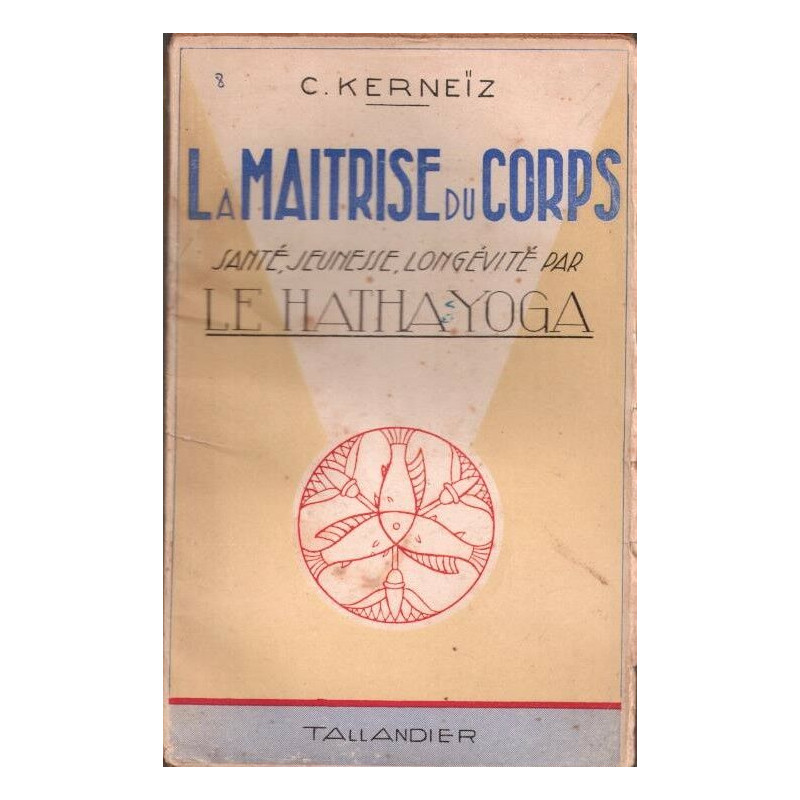 8
C. KERNEÏZ
LA MAITRISE DU CORPS
SANTÉ, JEUNESSE, LONGÉVITÉ PAR
LE HATHA-YOGA
TALLANDIER